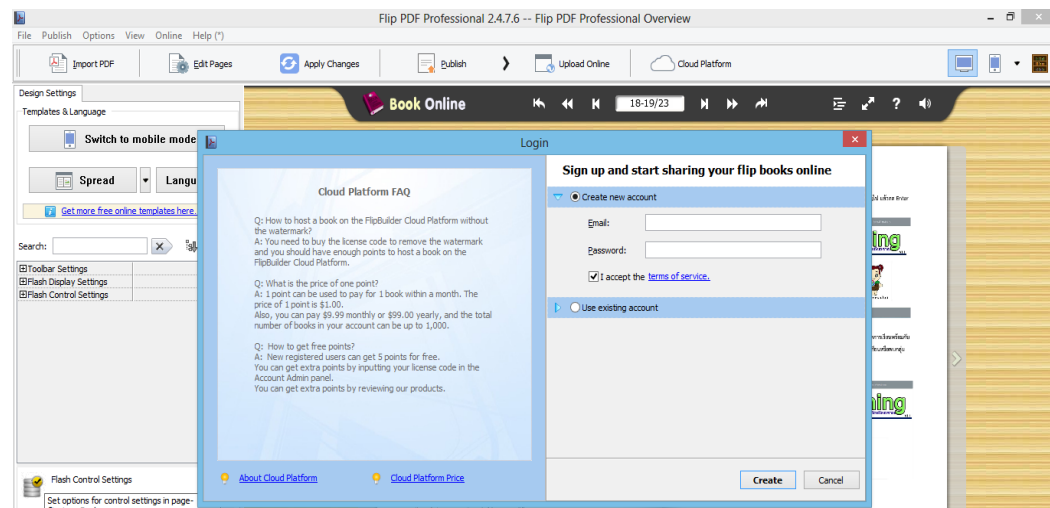 Flip PDF Professional 2.4.7.6 -- Flip PDF Professional Overview
File Publish Options View Online Help (*)
Import PDF Edit Pages Apply Changes Publish Upload Online Cloud Platform
Design Settings
Templates & Language
Book Online
18-19/23
Switch to mobile mode
Spread
Langu
Get more free online templates here.
Search:
Toolbar Settings
Flash Display Settings
Flash Control Settings
Flash Control Settings
Set options for control settings in page-
Login
Cloud Platform FAQ
Q: How to host a book on the FlipBuilder Cloud Platform without
the watermark?
A: You need to buy the license code to remove the watermark
and you should have enough points to host a book on the
FlipBuilder Cloud Platform.
Q: What is the price of one point?
A: 1 point can be used to pay for 1 book within a month. The
price of 1 point is $1.00.
Also, you can pay $9.99 monthly or $99.00 yearly, and the total
number of books in your account can be up to 1,000.
Q: How to get free points?
A: New registered users can get 5 points for free.
You can get extra points by inputting your license code in the
Account Admin panel.
You can get extra points by reviewing our products.
About Cloud Platform
Cloud Platform Price
Sign up and start sharing your flip books online
Create new account
Email:
Password:
I accept the terms of service.
Use existing account
Create
Cancel
ing
ning